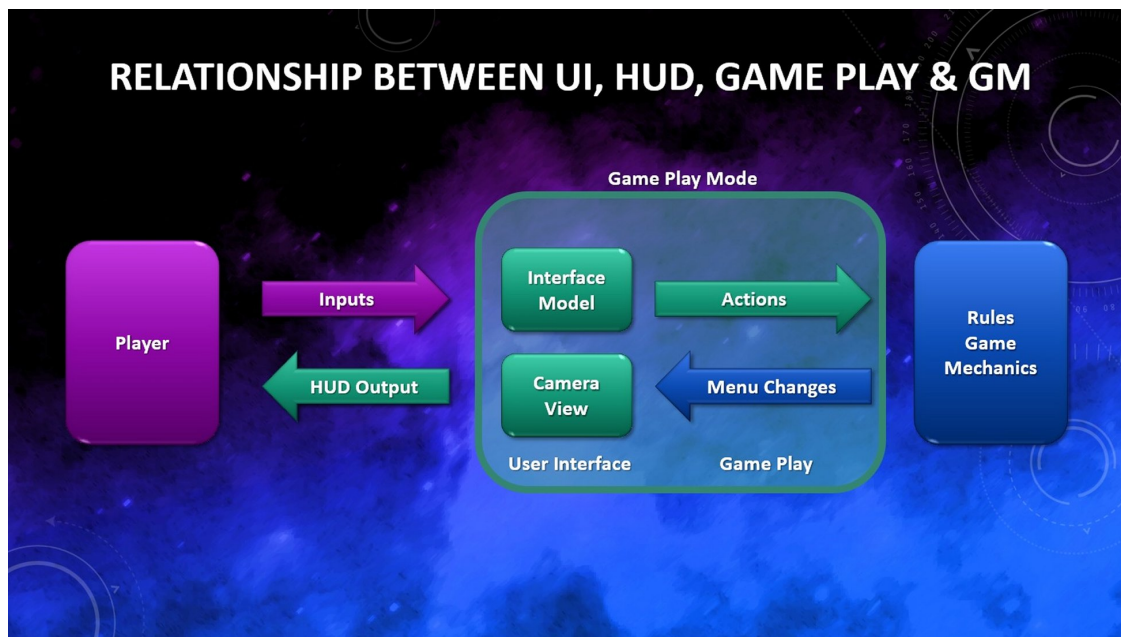 RELATIONSHIP BETWEEN UI, HUD, GAME PLAY & GM
Game Play Mode
Player
Inputs
HUD Output
Interface
Model
Camera
View
User Interface
Actions
Menu Changes
Game Play
Rules
Game
Mechanics